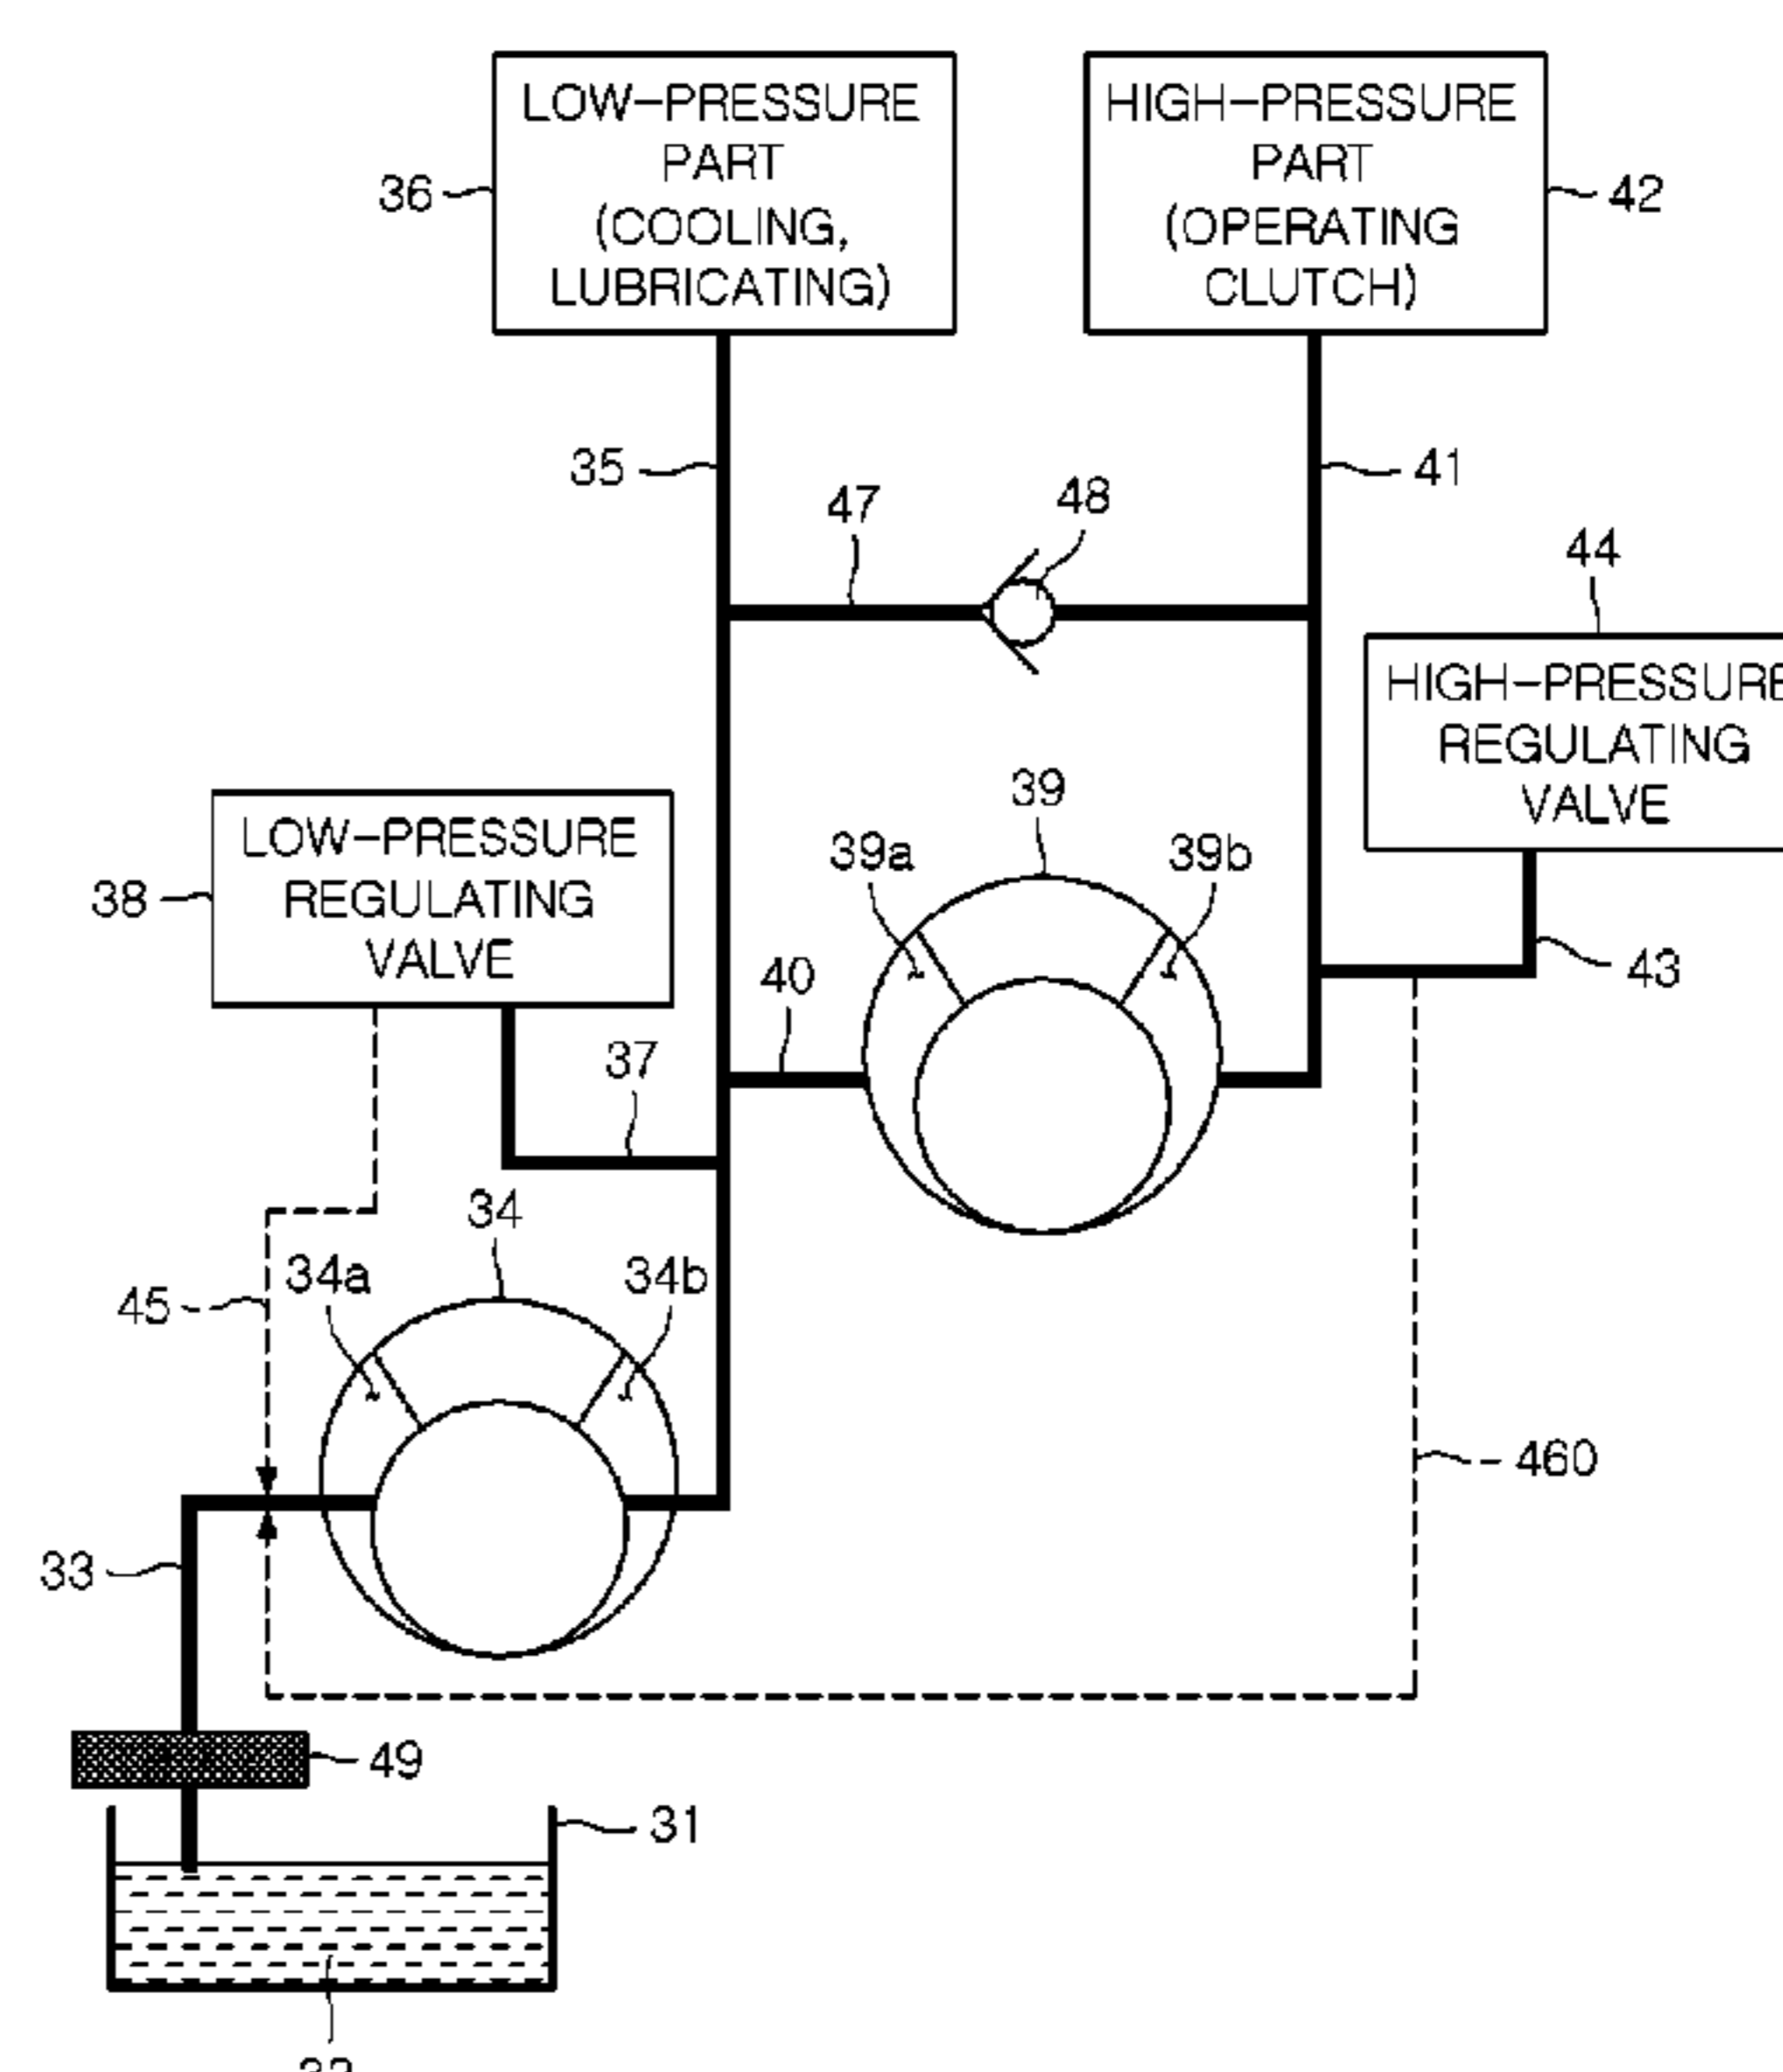 LOW-PRESSURE
PART
(COOLING,
LUBRICATING)
HIGH-PRESSURE
PART
(OPERATING
CLUTCH)
36
42
35
41
47
48
44
HIGH-PRESSURE
REGULATING
VALVE
39
39a
39b
LOW-PRESSURE
REGULATING
VALVE
38
40
43
37
34
34a
34b
45
460
33
49
31